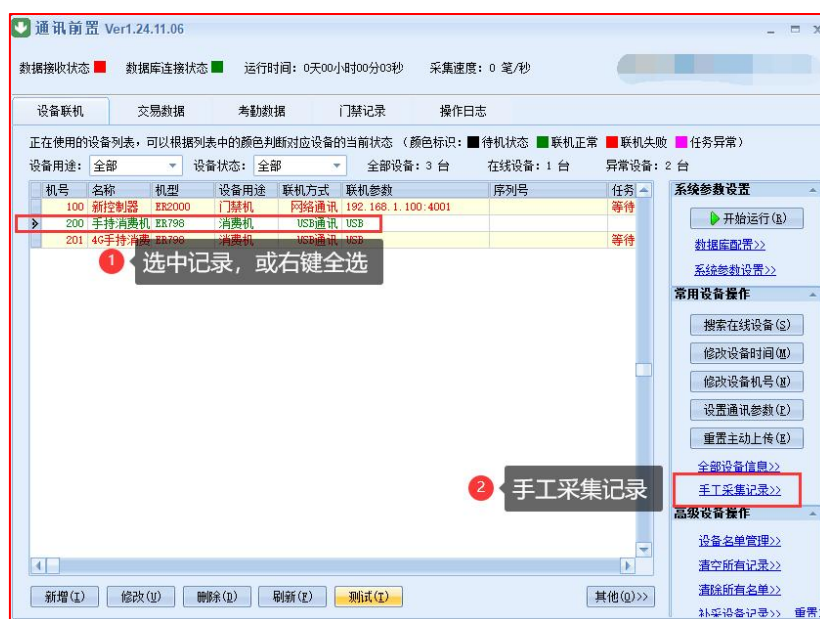 通讯前置 Ver1.24.11.06
数据接收状态 数据库连接状态 运行时间：0天00小时00分03秒 采集速度：0 笔/秒
设备联机 交易数据 考勤数据 门禁记录 操作日志
正在使用的设备列表，可以根据列表中的颜色判断对应设备的当前状态 （颜色标识：待机状态 联机正常 联机失败 任务异常）
设备用途：全部 设备状态：全部 全部设备：3 台 在线设备：1 台 异常设备：2 台
机号 名称 机型 设备用途 联机方式 联机参数 序列号 任务
100 新控制器 ER2000 门禁机 网络通讯 192.168.1.100:4001 等待
200 手持消费机 ER798 消费机 USB通讯 USB
201 4G手持消费 ER798 消费机 USB通讯 USB 等待
1 选中记录，或右键全选
系统参数设置
开始运行(R)
数据库配置>>
系统参数设置>>
常用设备操作
搜索在线设备(S)
修改设备时间(M)
修改设备机号(N)
设置通讯参数(P)
重置主动上传(E)
全部设备信息>>
2 手工采集记录
手工采集记录>>
高级设备操作
设备名单管理>>
清空所有记录>>
清除所有名单>>
补采设备记录>> 重置
新增(I) 修改(U) 删除(D) 刷新(F) 测试(T) 其他(O)>>